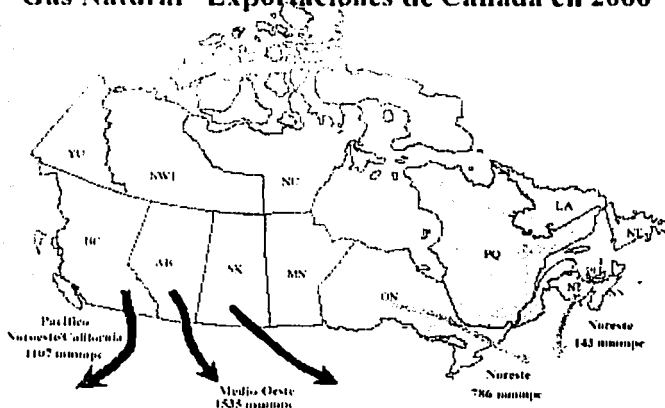 Gas Natural Exportaciones de Canada en 2000
YU
NWT
NU
BC
AB
SK
MN
ON
PQ
LA
NL
Pacifico
Noroeste/California
1107 mmmpc
Medio Oeste
1535 mmmpc
Noreste
786 mmmpc
Noreste
143 mmmpc